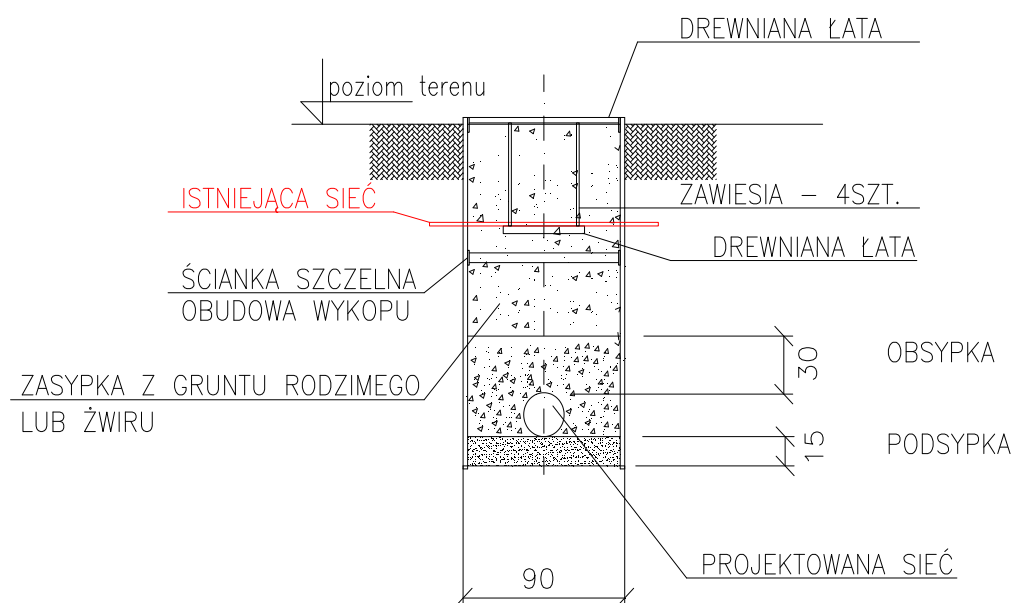 DREWNIANA ŁATA
poziom terenu
ISTNIEJĄCA SIEĆ
ZAWIESIA – 4SZT.
DREWNIANA ŁATA
ŚCIANKA SZCZELNA
OBUDOWA WYKOPU
30
OBSYPKA
ZASYPKA Z GRUNTU RODZIMEGO
LUB ŻWIRU
15
PODSYPKA
PROJEKTOWANA SIEĆ
90